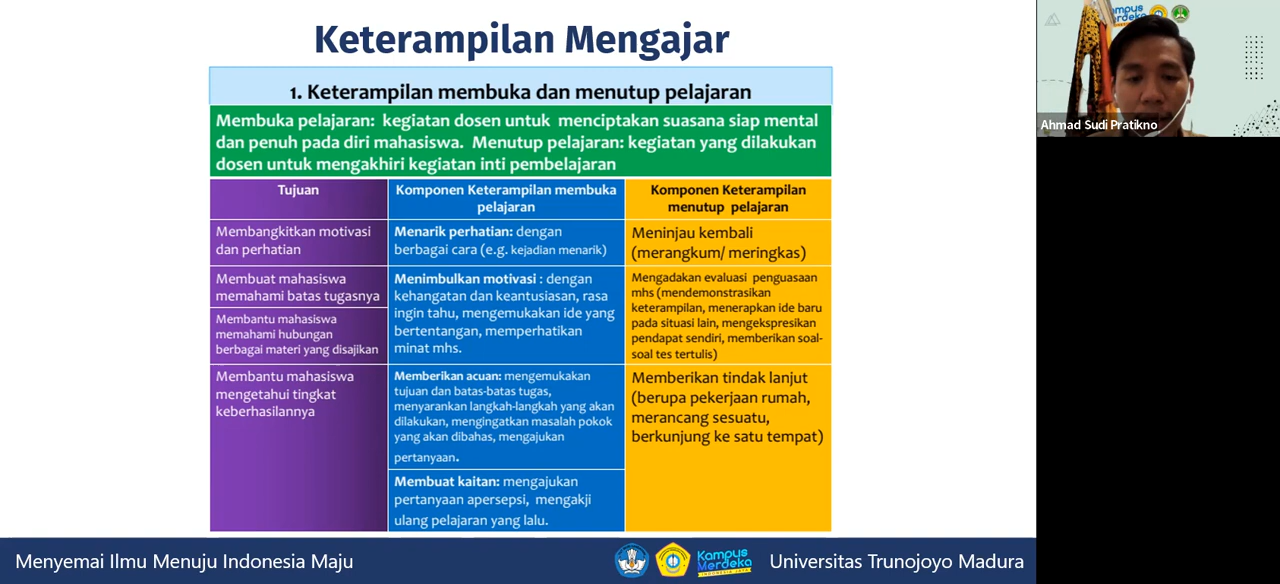 Keterampilan Mengajar
1. Keterampilan membuka dan menutup pelajaran
Membuka pelajaran: kegiatan dosen untuk menciptakan suasana siap mental
dan penuh pada diri mahasiswa. Menutup pelajaran: kegiatan yang dilakukan
dosen untuk mengakhiri kegiatan inti pembelajaran
Tujuan
Komponen Keterampilan membuka
pelajaran
Komponen Keterampilan
menutup pelajaran
Membangkitkan motivasi
dan perhatian
Menarik perhatian: dengan
berbagai cara (e.g. kejadian menarik)
Meninjau kembali
(merangkum/ meringkas)
Membuat mahasiswa
memahami batas tugasnya
Membantu mahasiswa
memahami hubungan
berbagai materi yang disajikan
Menimbulkan motivasi : dengan
kehangatan dan keantusiasan, rasa
ingin tahu, mengemukakan ide yang
bertentangan, memperhatikan
minat mhs.
Mengadakan evaluasi penguasaan
mhs (mendemonstrasikan
keterampilan, menerapkan ide baru
pada situasi lain, mengekspresikan
pendapat sendiri, memberikan soal-
soal tes tertulis)
Membantu mahasiswa
mengetahui tingkat
keberhasilannya
Memberikan acuan: mengemukakan
tujuan dan batas-batas tugas,
menyarankan langkah-langkah yang akan
dilakukan, mengingatkan masalah pokok
yang akan dibahas, mengajukan
pertanyaan.
Memberikan tindak lanjut
(berupa pekerjaan rumah,
merancang sesuatu,
berkunjung ke satu tempat)
Membuat kaitan: mengajukan
pertanyaan apersepsi, mengakji
ulang pelajaran yang lalu.
Menyemai Ilmu Menuju Indonesia Maju
Kampus
Merdeka
INDONESIA JAYA
Universitas Trunojoyo Madura
Ahmad Sudi Pratikno